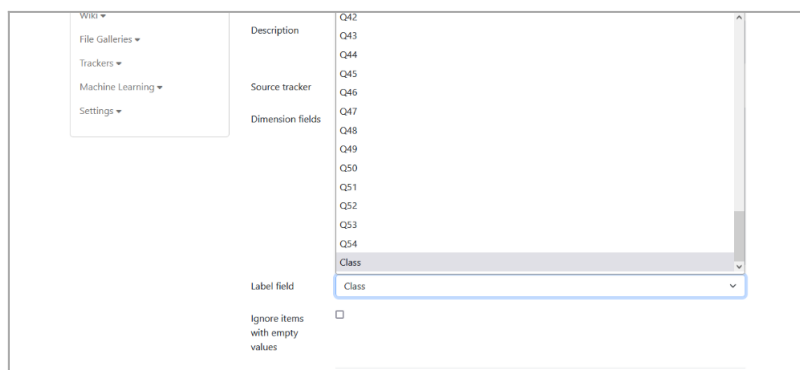 Wiki
File Galleries
Trackers
Machine Learning
Settings
Description
Source tracker
Dimension fields
Q42
Q43
Q44
Q45
Q46
Q47
Q48
Q49
Q50
Q51
Q52
Q53
Q54
Class
Label field
Class
Ignore items
with empty
values